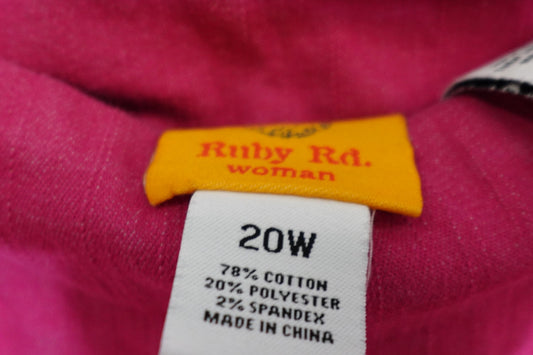 Ruby Rd.
woman
20W
78% COTTON
20% POLYESTER
2% SPANDEX
MADE IN CHINA